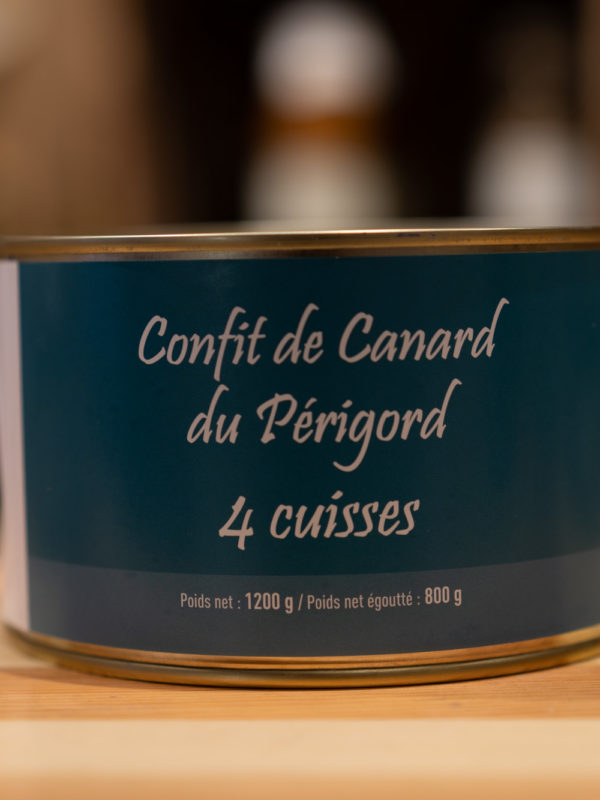 Confit de Canard
du Périgord
4 cuisses
Poids net : 1200 g / Poids net égoutté : 800 g